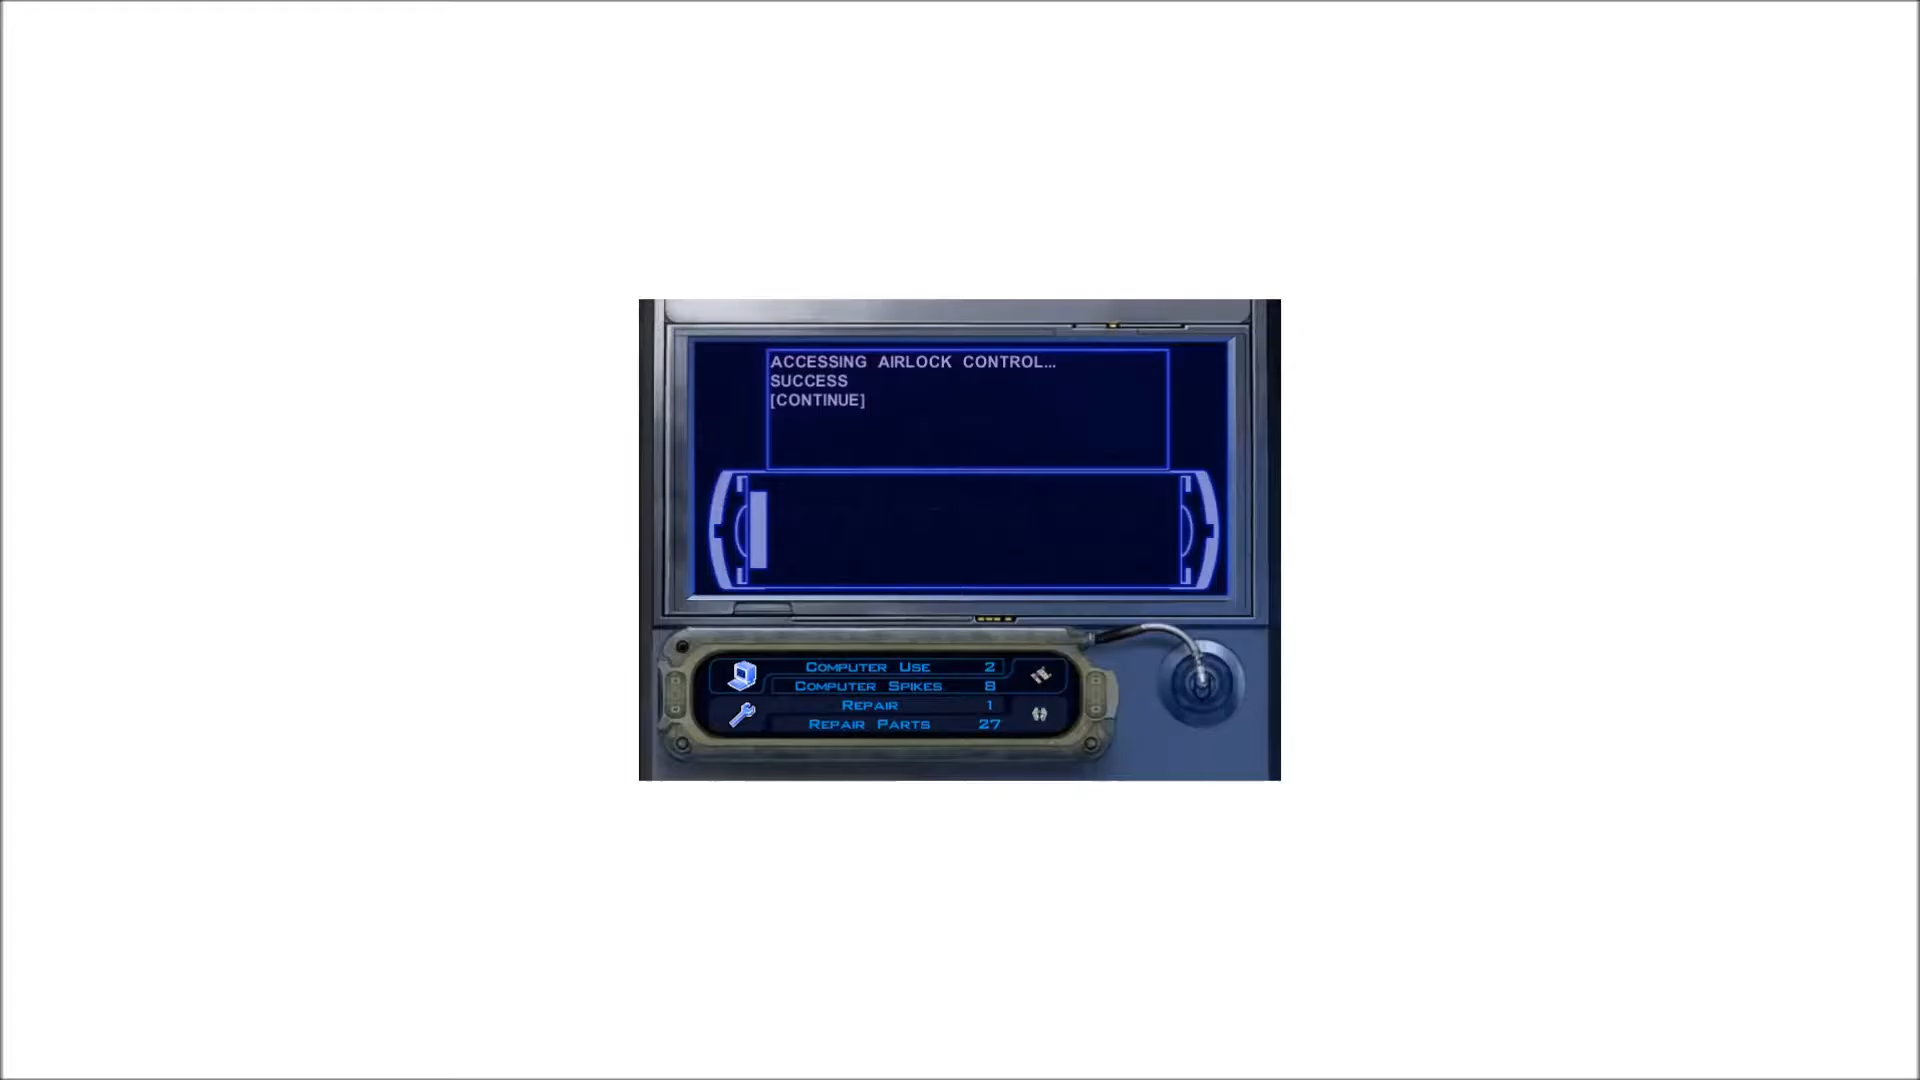 ACCESSING AIRLOCK CONTROL...
SUCCESS
[CONTINUE]
COMPUTER USE 2
COMPUTER SPIKES 8
REPAIR 1
REPAIR PARTS 27